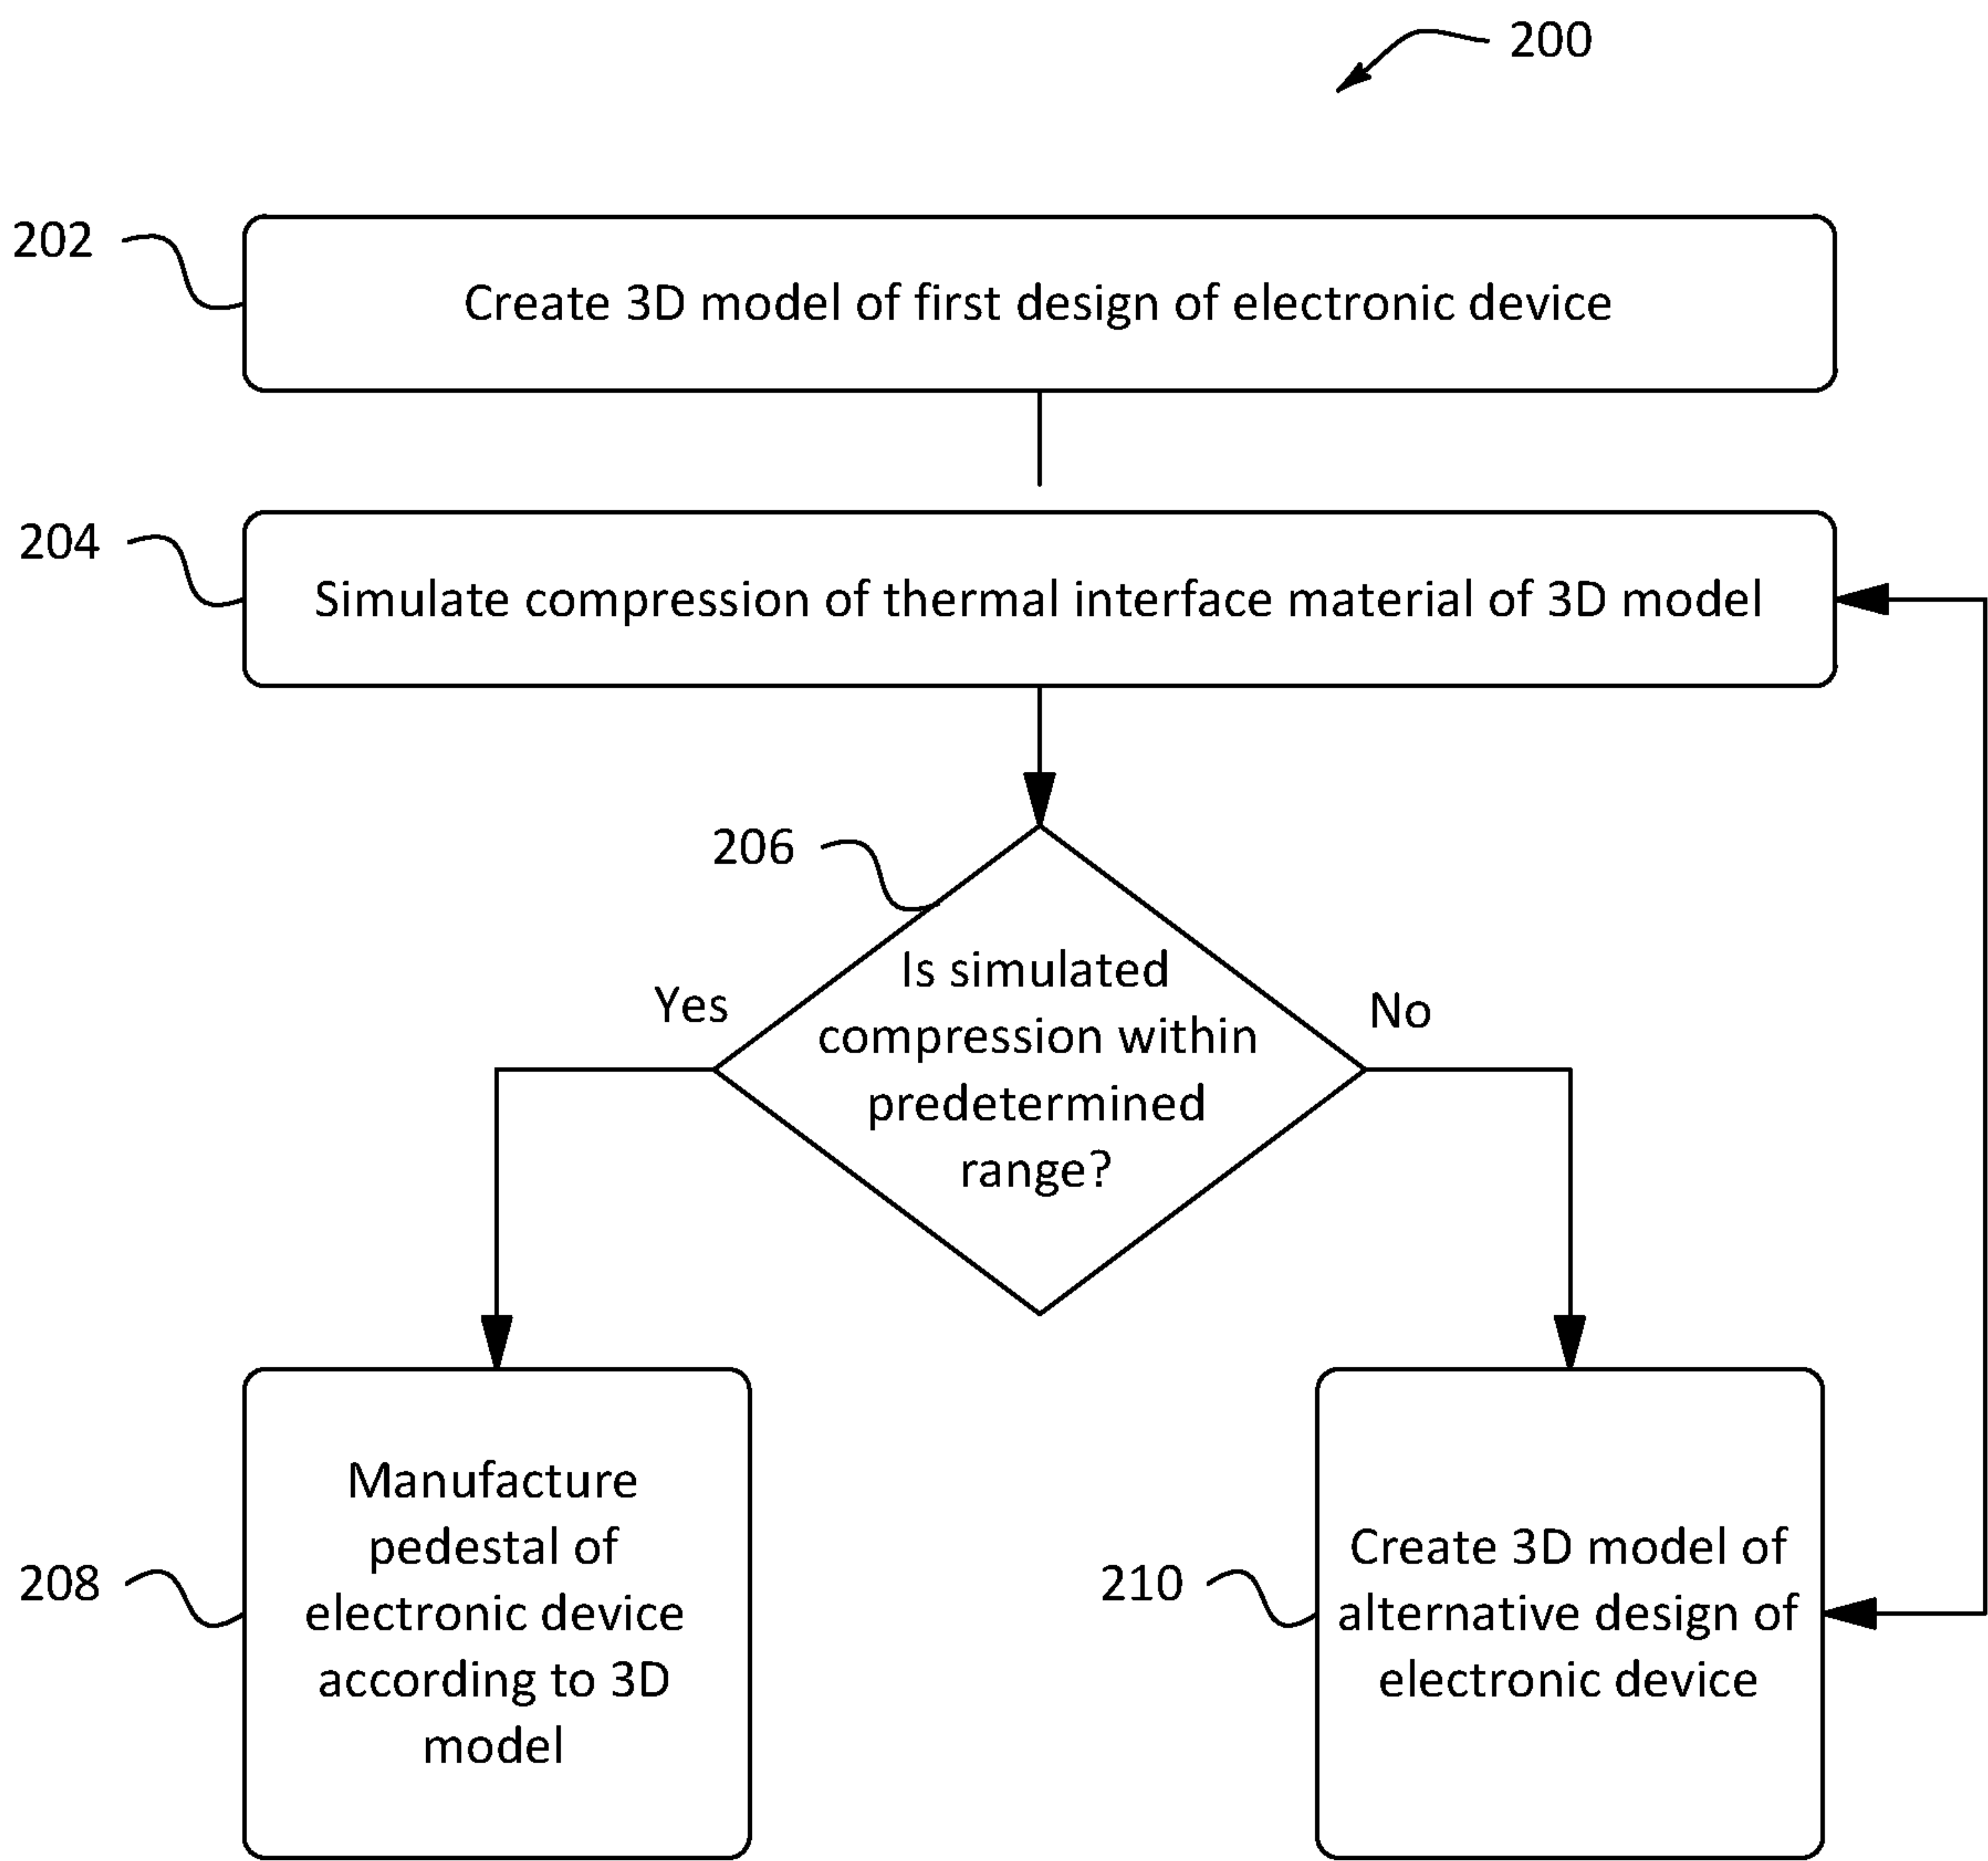 200
202
Create 3D model of first design of electronic device
204
Simulate compression of thermal interface material of 3D model
206
Is simulated
compression within
predetermined
range?
Yes
No
208
Manufacture
pedestal of
electronic device
according to 3D
model
210
Create 3D model of
alternative design of
electronic device